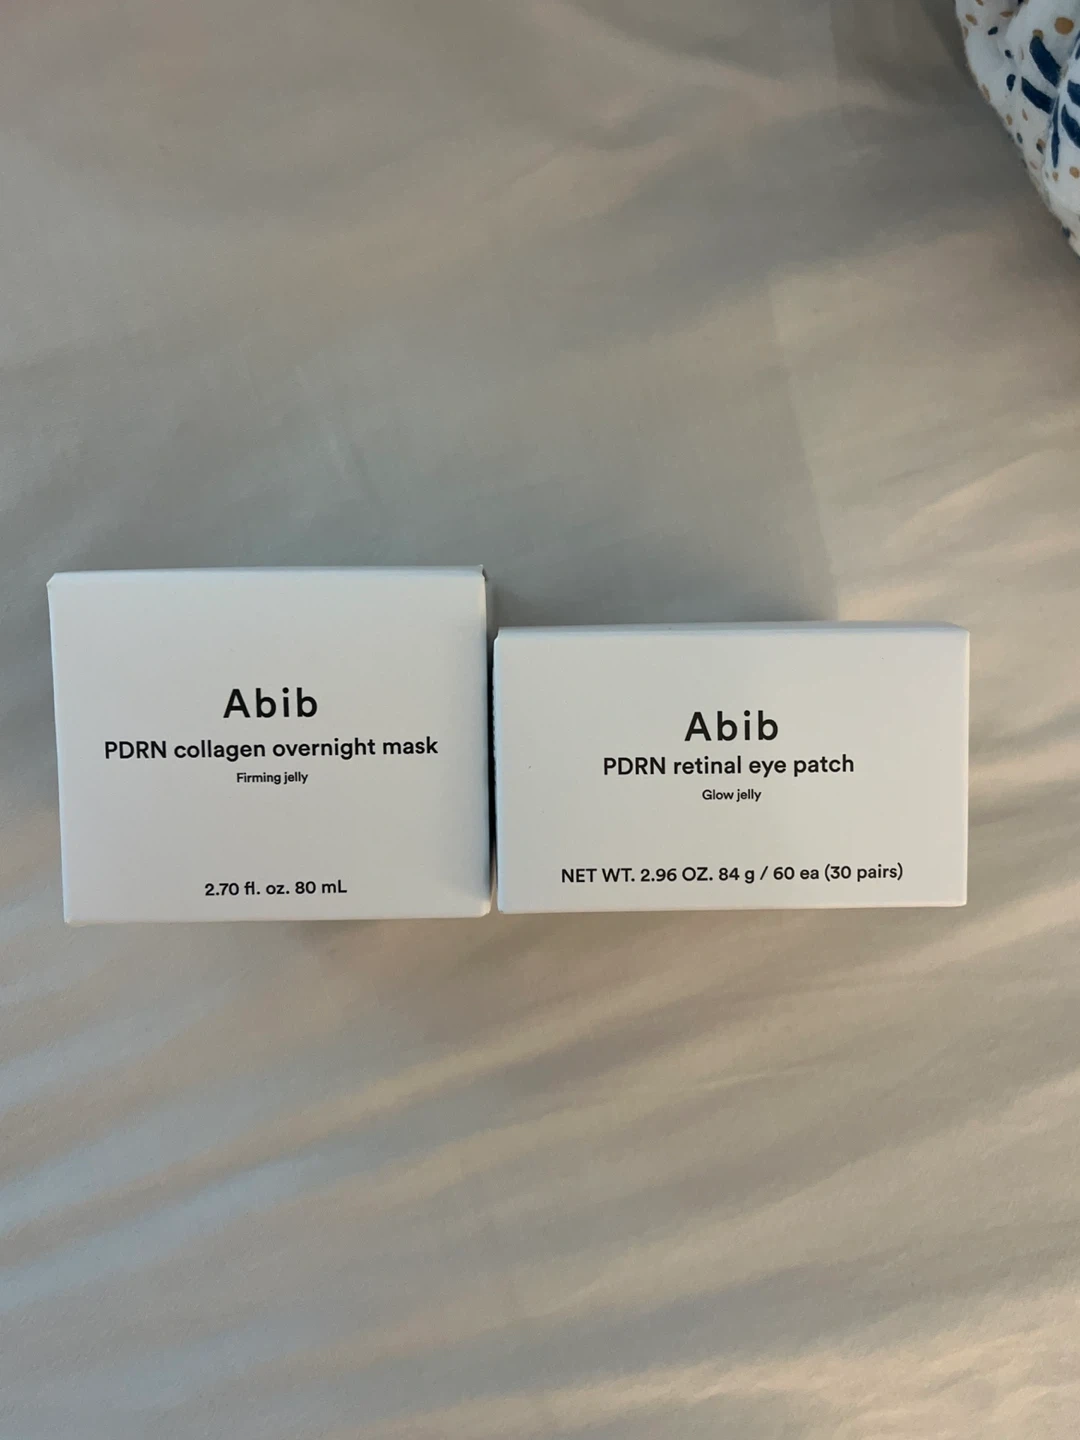 Abib
PDRN collagen overnight mask
Firming jelly
2.70 fl. oz. 80 mL
Abib
PDRN retinal eye patch
Glow jelly
NET WT. 2.96 OZ. 84 g / 60 ea (30 pairs)